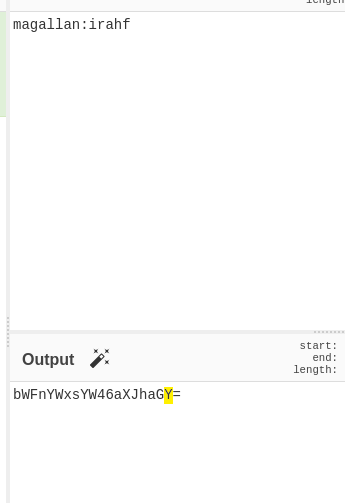 length
magallan:irahf
Output
start:
end:
length:
bWFnYWxsYW46aXJhaGY=